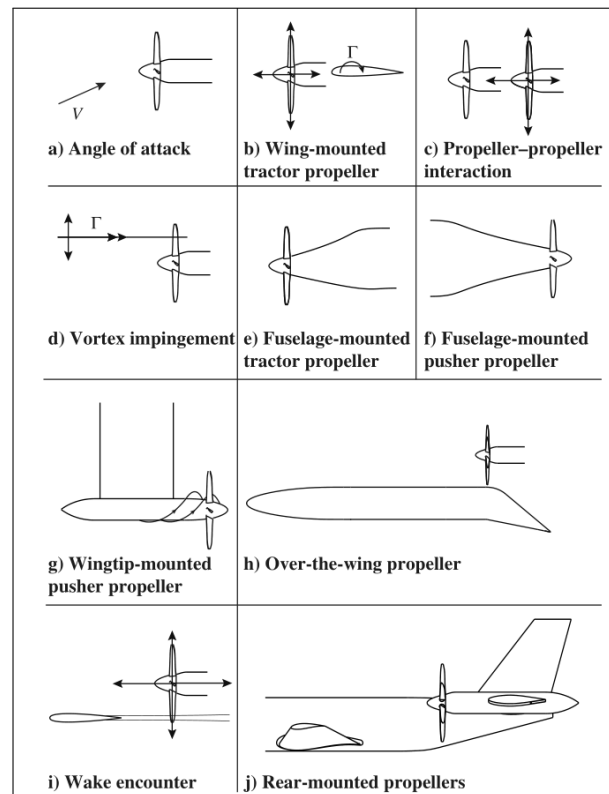 V
a) Angle of attack
Γ
b) Wing-mounted
tractor propeller
c) Propeller–propeller
interaction
Γ
d) Vortex impingement
e) Fuselage-mounted
tractor propeller
f) Fuselage-mounted
pusher propeller
g) Wingtip-mounted
pusher propeller
h) Over-the-wing propeller
i) Wake encounter
j) Rear-mounted propellers